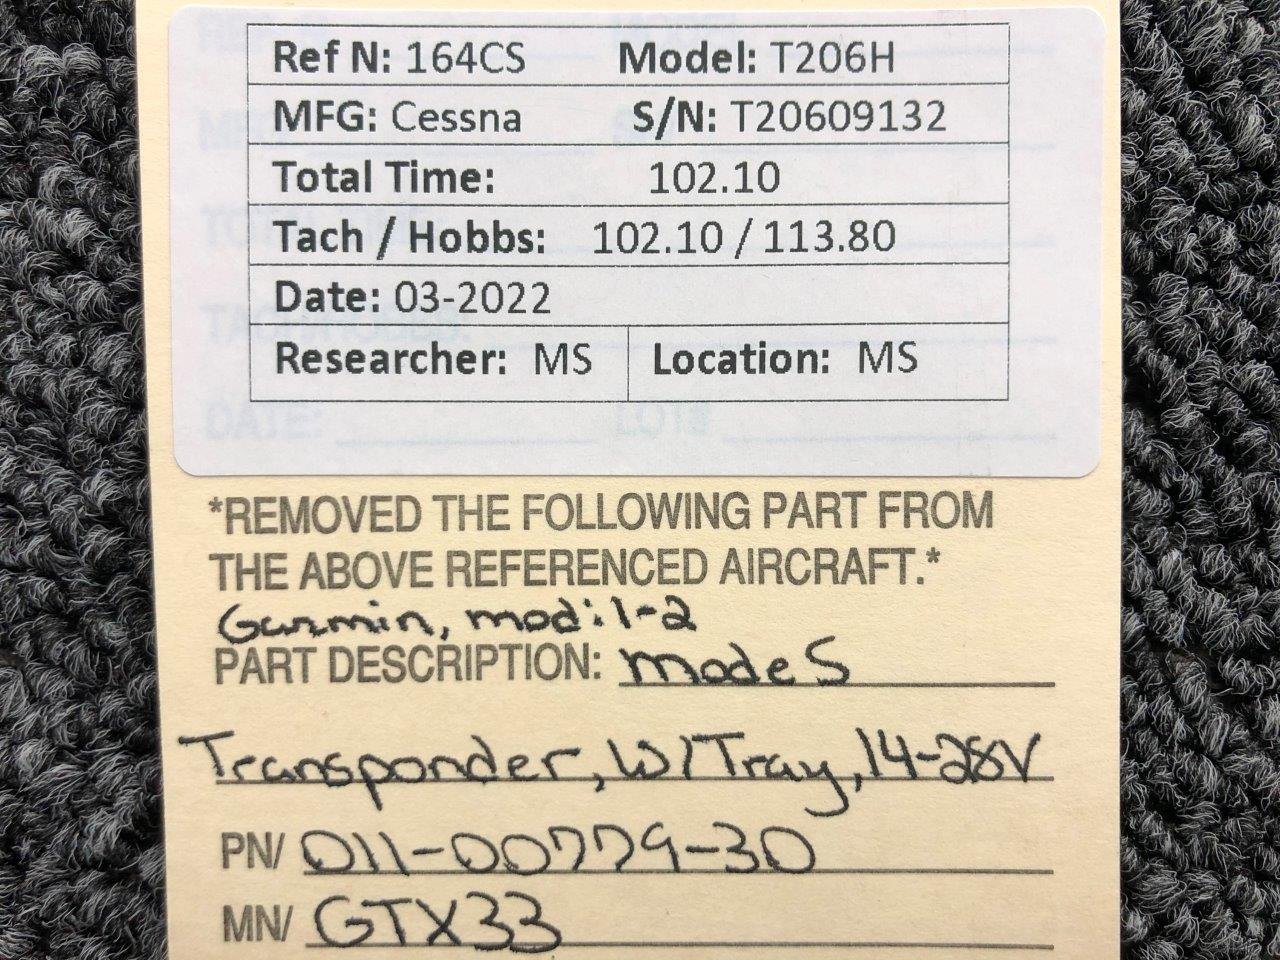 Ref N: 164CS Model: T206H
MFG: Cessna S/N: T20609132
Total Time: 102.10
Tach / Hobbs: 102.10 / 113.80
Date: 03-2022
Researcher: MS Location: MS
*REMOVED THE FOLLOWING PART FROM
THE ABOVE REFERENCED AIRCRAFT.*
Garmin, mod:1-2
PART DESCRIPTION: mode S
Transponder, W/Tray, 14-28V
PN/ 011-00779-30
MN/ GTX33